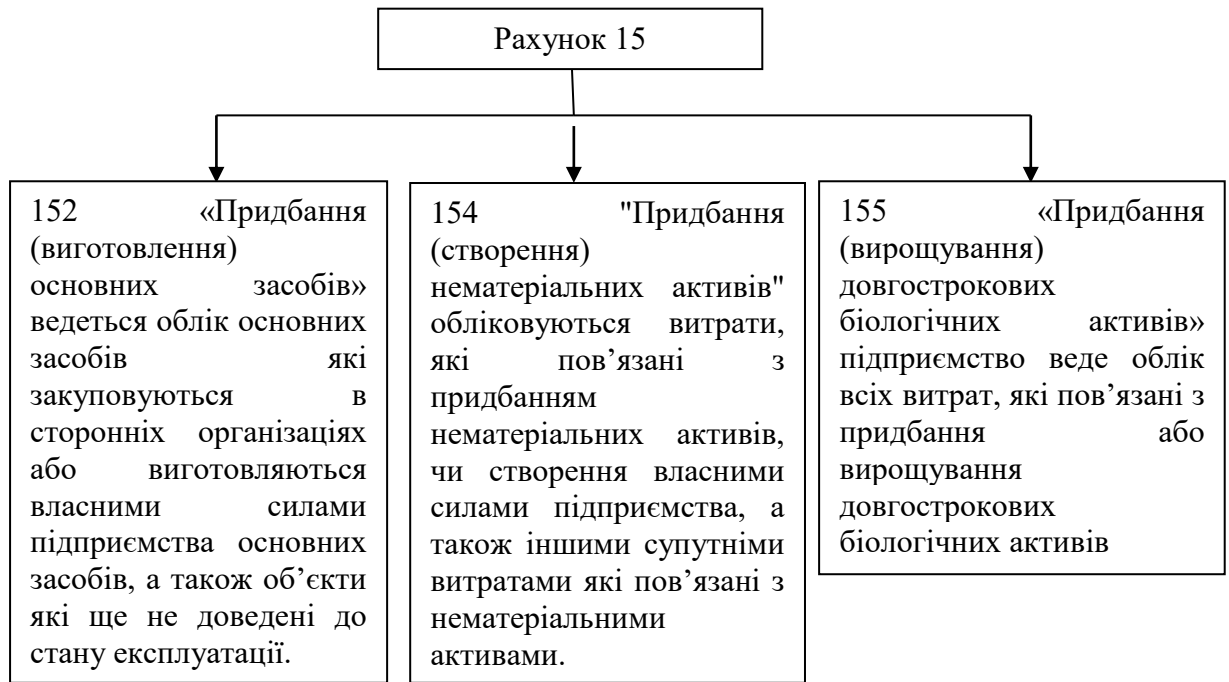 Рахунок 15
152 «Придбання
(виготовлення)
основних засобів»
ведеться облік основних
засобів які
закуповуються в
сторонніх організаціях
або виготовляються
власними силами
підприємства основних
засобів, а також об’єкти
які ще не доведені до
стану експлуатації.
154 "Придбання
(створення)
нематеріальних активів"
обліковуються витрати,
які пов’язані з
придбанням
нематеріальних активів,
чи створення власними
силами підприємства, а
також іншими супутніми
витратами які пов’язані з
нематеріальними
активами.
155 «Придбання
(вирощування)
довгострокових
біологічних активів»
підприємство веде облік
всіх витрат, які пов’язані з
придбання або
вирощування
довгострокових
біологічних активів